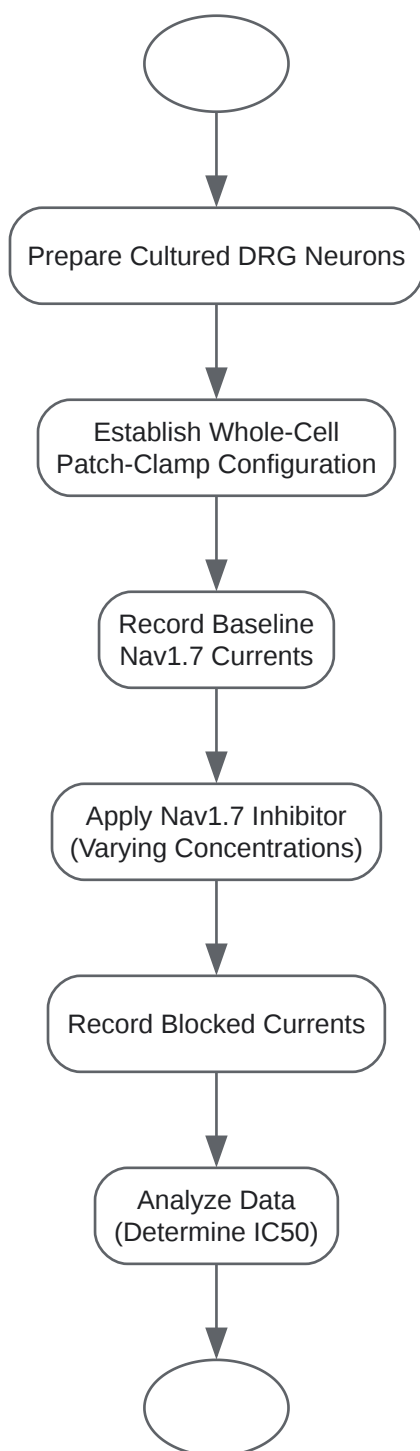 Prepare Cultured DRG Neurons
Establish Whole-Cell
Patch-Clamp Configuration
Record Baseline
Nav1.7 Currents
Apply Nav1.7 Inhibitor
(Varying Concentrations)
Record Blocked Currents
Analyze Data
(Determine IC50)